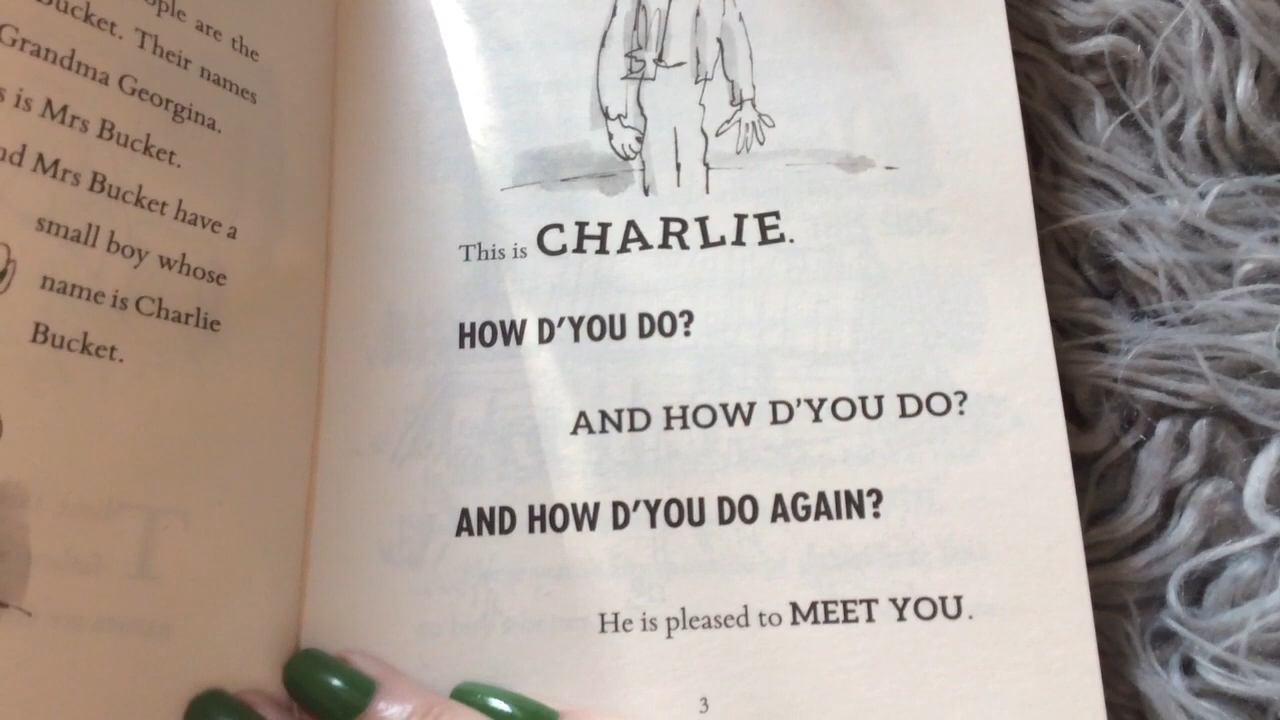 ople are the
Bucket. Their names
Grandma Georgina.
s is Mrs Bucket.
nd Mrs Bucket have a
small boy whose
name is Charlie
Bucket.
This is CHARLIE.
HOW D'YOU DO?
AND HOW D'YOU DO?
AND HOW D'YOU DO AGAIN?
He is pleased to MEET YOU.
3